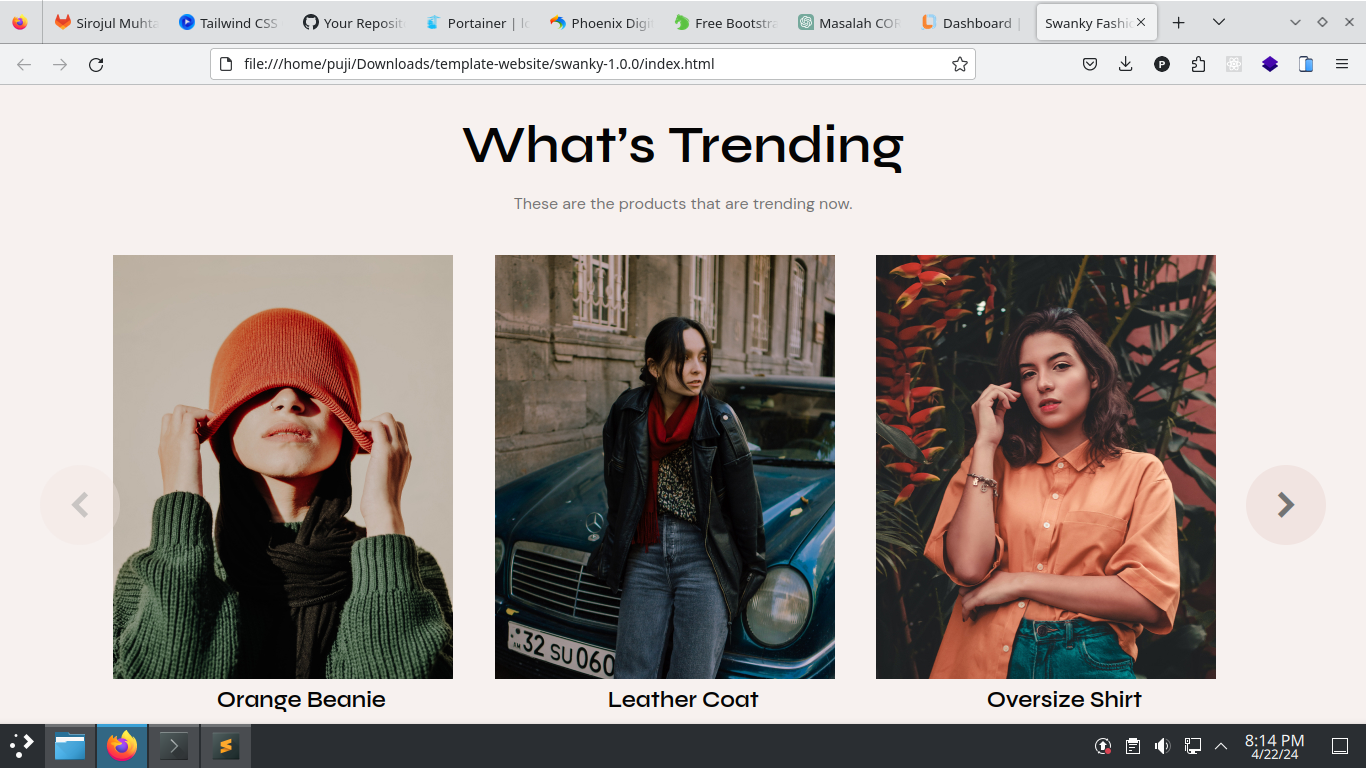 Sirojul Muhta
Tailwind CSS
Your Reposit
Portainer | l
Phoenix Digi
Free Bootstra
Masalah COR
Dashboard |
Swanky Fashi
file:///home/puji/Downloads/template-website/swanky-1.0.0/index.html
P
What's Trending
These are the products that are trending now.
32 SU 060
Orange Beanie
Leather Coat
Oversize Shirt
8:14 PM
4/22/24